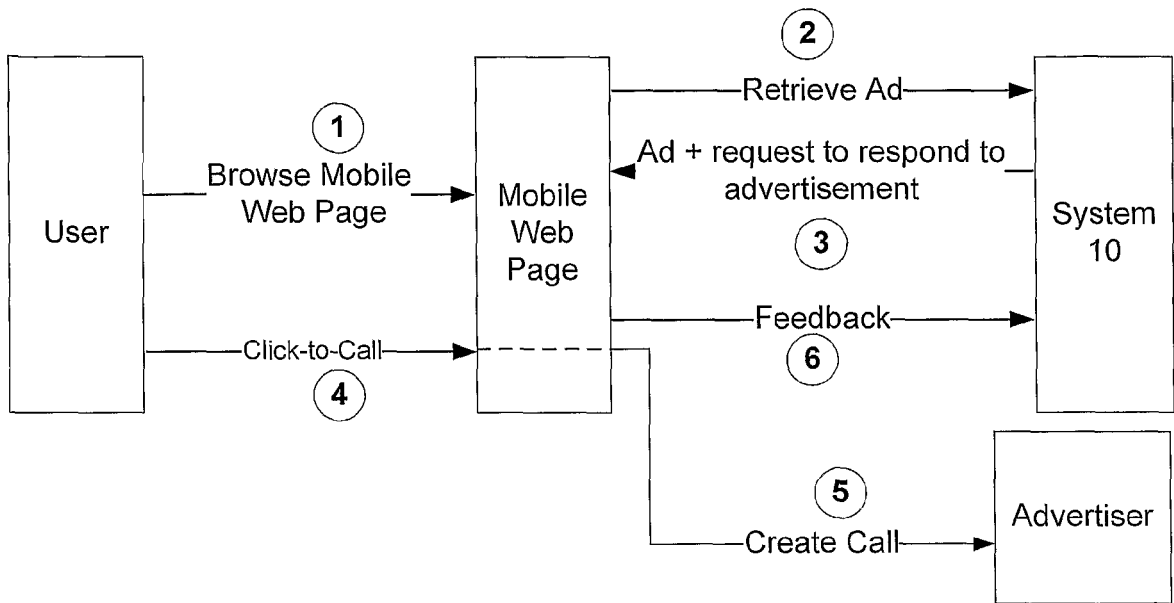 2
Retrieve Ad
1
Ad + request to respond to
advertisement
Browse Mobile
Web Page
User
Mobile
Web
Page
System
10
3
Feedback
6
Click-to-Call
4
5
Create Call
Advertiser